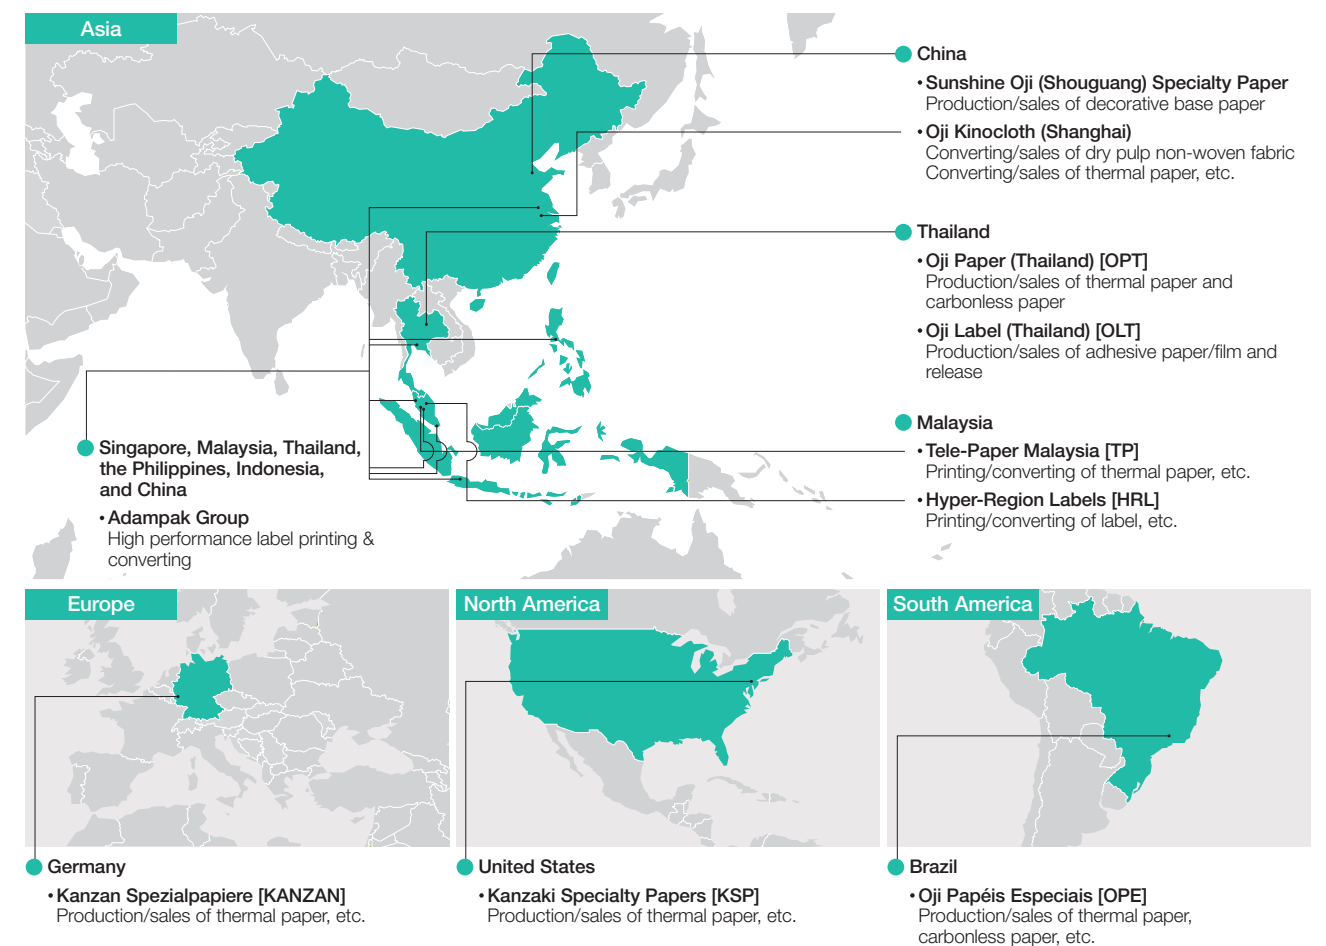 Asia
China
• Sunshine Oji (Shouguang) Specialty Paper
Production/sales of decorative base paper
• Oji Kinocloth (Shanghai)
Converting/sales of dry pulp non-woven fabric
Converting/sales of thermal paper, etc.
Thailand
• Oji Paper (Thailand) [OPT]
Production/sales of thermal paper and
carbonless paper
• Oji Label (Thailand) [OLT]
Production/sales of adhesive paper/film and
release
Malaysia
• Tele-Paper Malaysia [TP]
Printing/converting of thermal paper, etc.
• Hyper-Region Labels [HRL]
Printing/converting of label, etc.
Singapore, Malaysia, Thailand,
the Philippines, Indonesia,
and China
• Adampak Group
High performance label printing &
converting
Europe
Germany
• Kanzan Spezialpapiere [KANZAN]
Production/sales of thermal paper, etc.
North America
United States
• Kanzaki Specialty Papers [KSP]
Production/sales of thermal paper, etc.
South America
Brazil
• Oji Papéis Especiais [OPE]
Production/sales of thermal paper,
carbonless paper, etc.